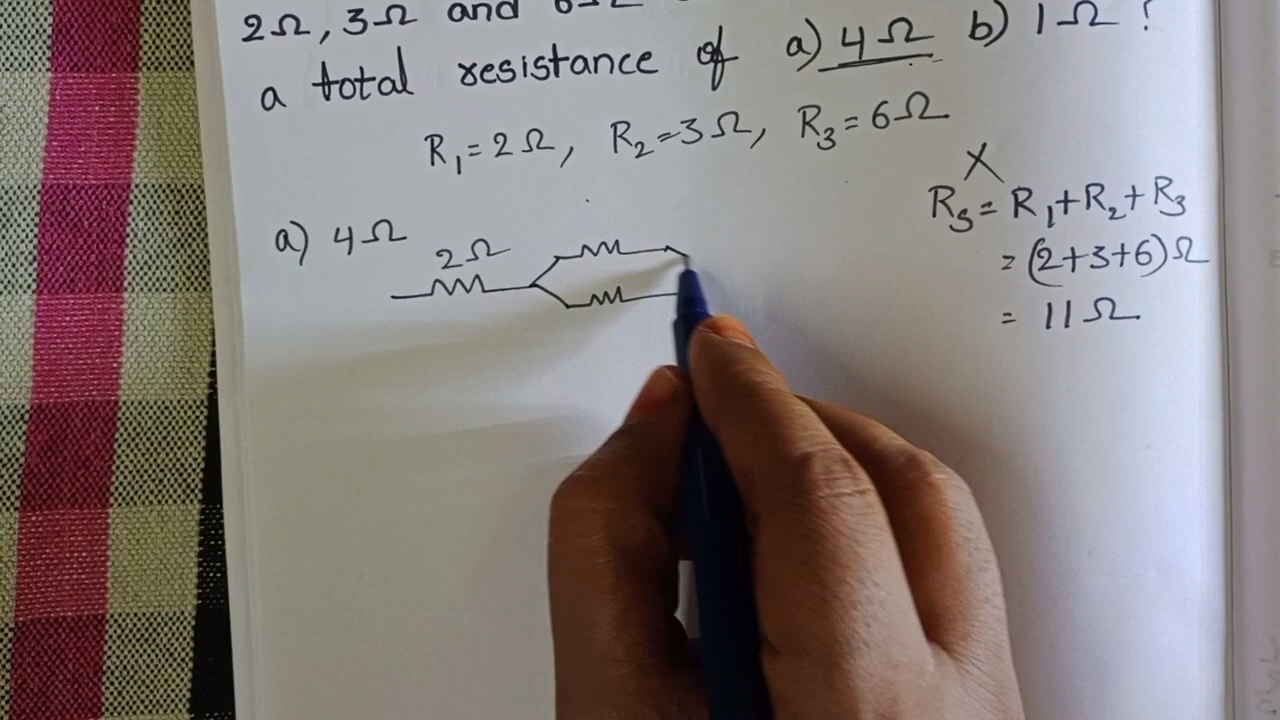 2Ω, 3Ω and 6Ω
a total resistance of a) 4Ω b) 1Ω ?
R₁ = 2Ω, R₂ = 3Ω, R₃ = 6Ω
X
a) 4Ω
2Ω
Rs = R₁ + R₂ + R₃
= (2+3+6)Ω
= 11Ω